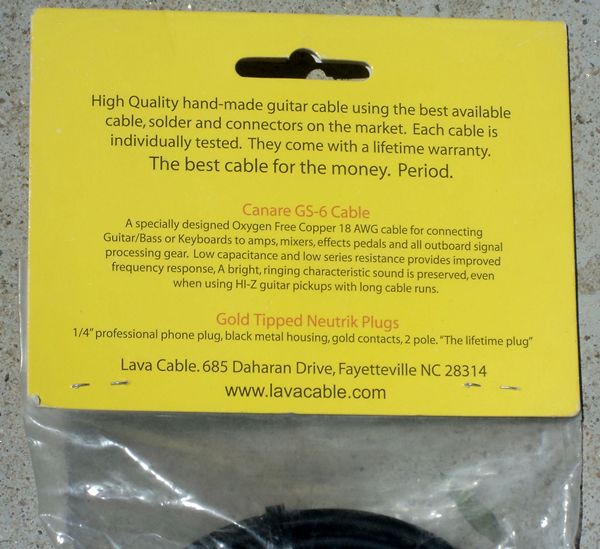 High Quality hand-made guitar cable using the best available
cable, solder and connectors on the market. Each cable is
individually tested. They come with a lifetime warranty.
The best cable for the money. Period.
Canare GS-6 Cable
A specially designed Oxygen Free Copper 18 AWG cable for connecting
Guitar/Bass or Keyboards to amps, mixers, effects pedals and all outboard signal
processing gear. Low capacitance and low series resistance provides improved
frequency response, A bright, ringing characteristic sound is preserved, even
when using HI-Z guitar pickups with long cable runs.
Gold Tipped Neutrik Plugs
1/4" professional phone plug, black metal housing, gold contacts, 2 pole. "The lifetime plug"
Lava Cable. 685 Daharan Drive, Fayetteville NC 28314
www.lavacable.com